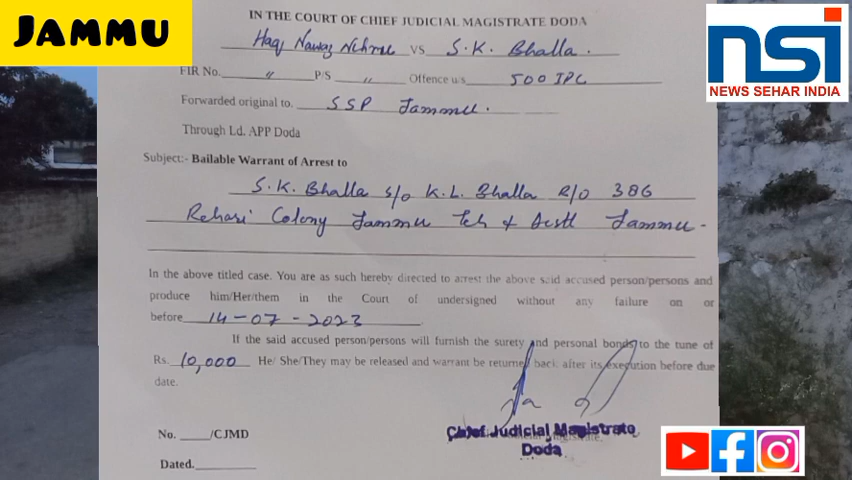 JAMMU
nsi
NEWS SEHAR INDIA
IN THE COURT OF CHIEF JUDICIAL MAGISTRATE DODA
Haq Nawaz Nehru VS S.K. Bhalla.
FIR No. " P/S " Offence u/s 500 IPC
Forwarded original to. SSP Jammu.
Through Ld. APP Doda
Subject:- Bailable Warrant of Arrest to
S.K. Bhalla s/o K.L. Bhalla R/O 386
Rehari Colony Jammu Teh & Distt Jammu-
In the above titled case. You are as such hereby directed to arrest the above said accused person/persons and
produce him/Her/them in the Court of undersigned without any failure on or
before 14-07-2023
If the said accused person/persons will furnish the surety and personal bonds to the tune of
Rs. 10,000 He/ She/They may be released and warrant be returned back after its execution before due
date.
Chief Judicial Magistrate
Doda
No. ____/CJMD
Dated.________